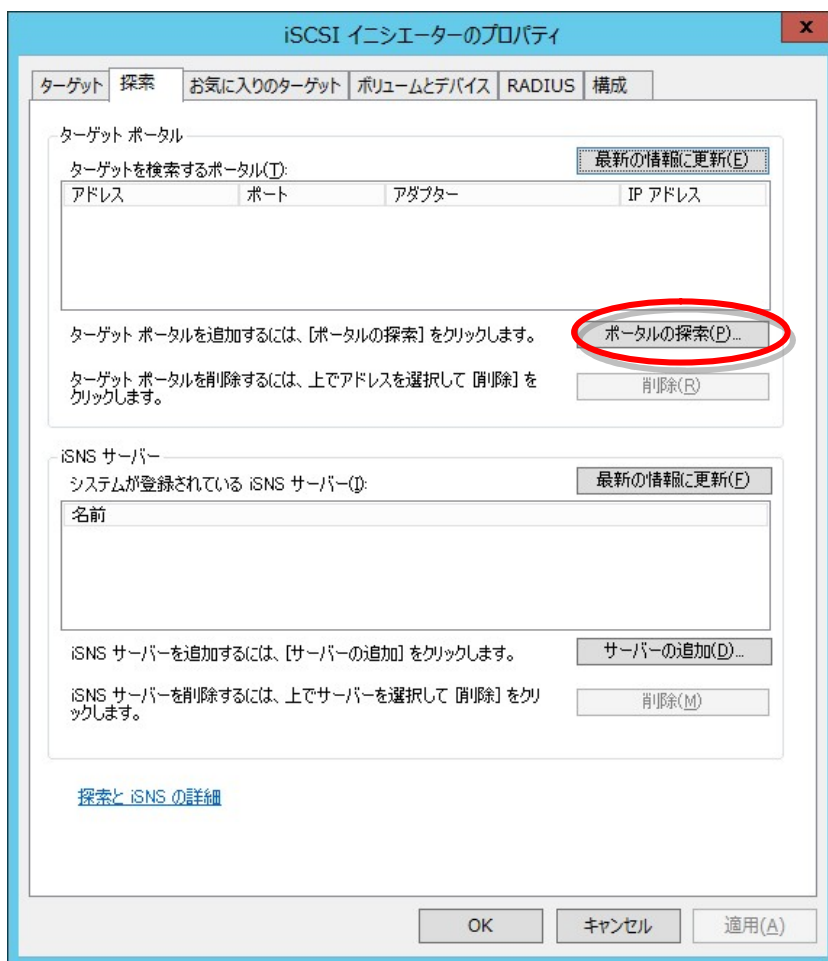 iSCSI イニシエーターのプロパティ
x
ターゲット 探索 お気に入りのターゲット ボリュームとデバイス RADIUS 構成
ターゲット ポータル
ターゲットを検索するポータル(T):
最新の情報に更新(E)
アドレス ポート アダプター IP アドレス
ターゲット ポータルを追加するには、[ポータルの探索] をクリックします。
ポータルの探索(P)...
ターゲット ポータルを削除するには、上でアドレスを選択して [削除] を
クリックします。
削除(R)
iSNS サーバー
システムが登録されている iSNS サーバー(I):
最新の情報に更新(F)
名前
iSNS サーバーを追加するには、[サーバーの追加] をクリックします。
サーバーの追加(D)...
iSNS サーバーを削除するには、上でサーバーを選択して [削除] をクリ
ックします。
削除(M)
探索と iSNS の詳細
OK キャンセル 適用(A)